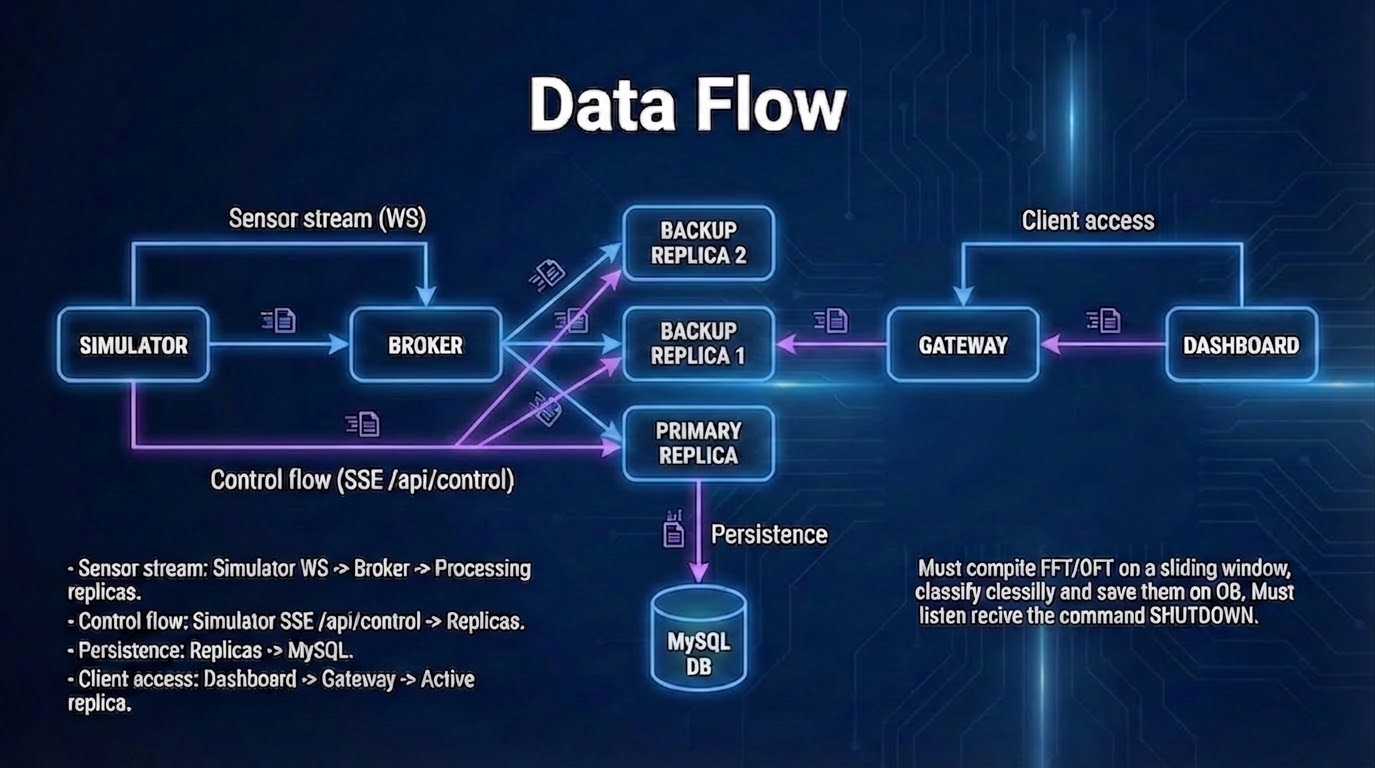 Data Flow
Sensor stream (WS)
Client access
BACKUP
REPLICA 2
SIMULATOR
BROKER
BACKUP
REPLICA 1
GATEWAY
DASHBOARD
PRIMARY
REPLICA
Control flow (SSE /api/control)
Persistence
MySQL
DB
- Sensor stream: Simulator WS -> Broker -> Processing
replicas.
- Control flow: Simulator SSE /api/control -> Replicas.
- Persistence: Replicas -> MySQL.
- Client access: Dashboard -> Gateway -> Active
replica.
Must compite FFT/OFT on a sliding window,
classify clessilly and save them on OB, Must
listen recive the command SHUTDOWN.